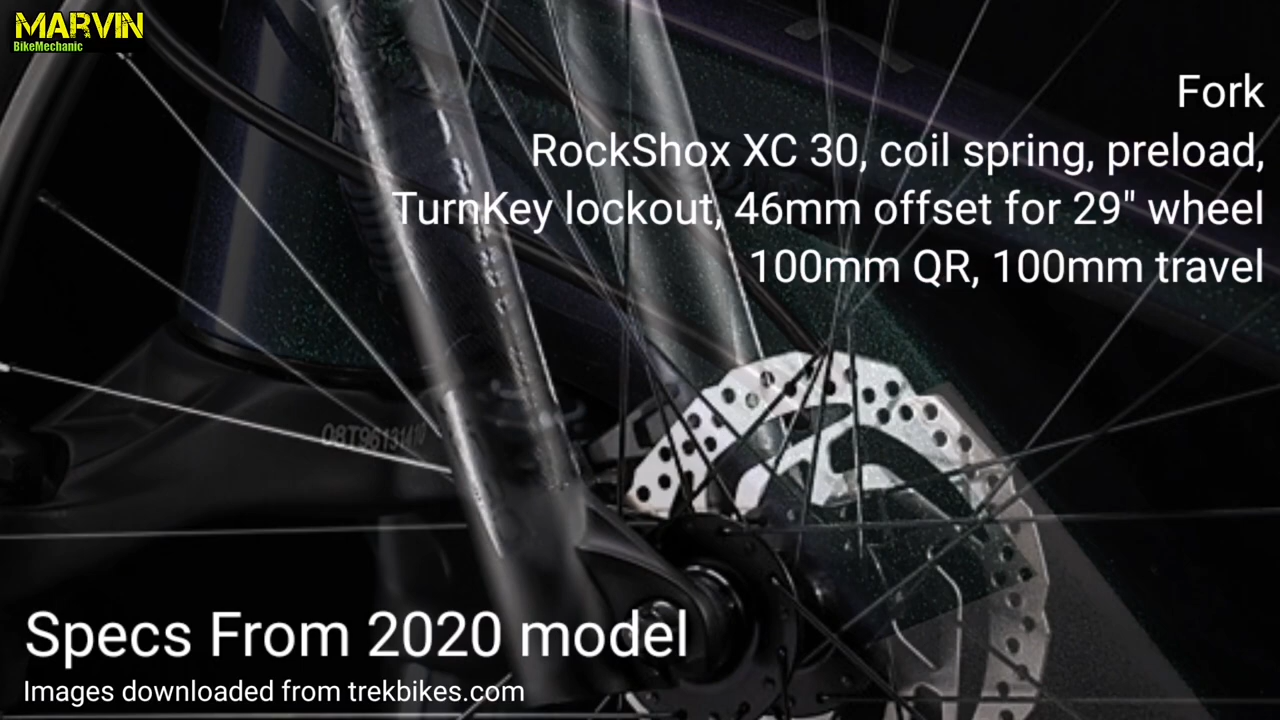 MARVIN
BikeMechanic
Fork
RockShox XC 30, coil spring, preload,
TurnKey lockout, 46mm offset for 29" wheel
100mm QR, 100mm travel
Specs From 2020 model
Images downloaded from trekbikes.com